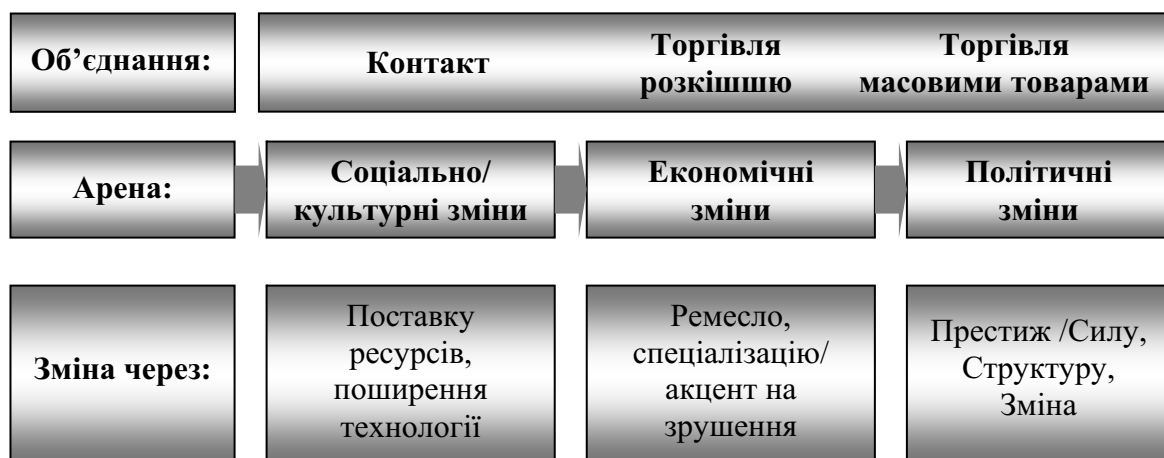 Об’єднання:
Контакт
Торгівля
розкішшю
Торгівля
масовими товарами
Арена:
Соціально/
культурні зміни
Економічні
зміни
Політичні
зміни
Зміна через:
Поставку
ресурсів,
поширення
технології
Ремесло,
спеціалізацію/
акцент на
зрушення
Престиж /Силу,
Структуру,
Зміна